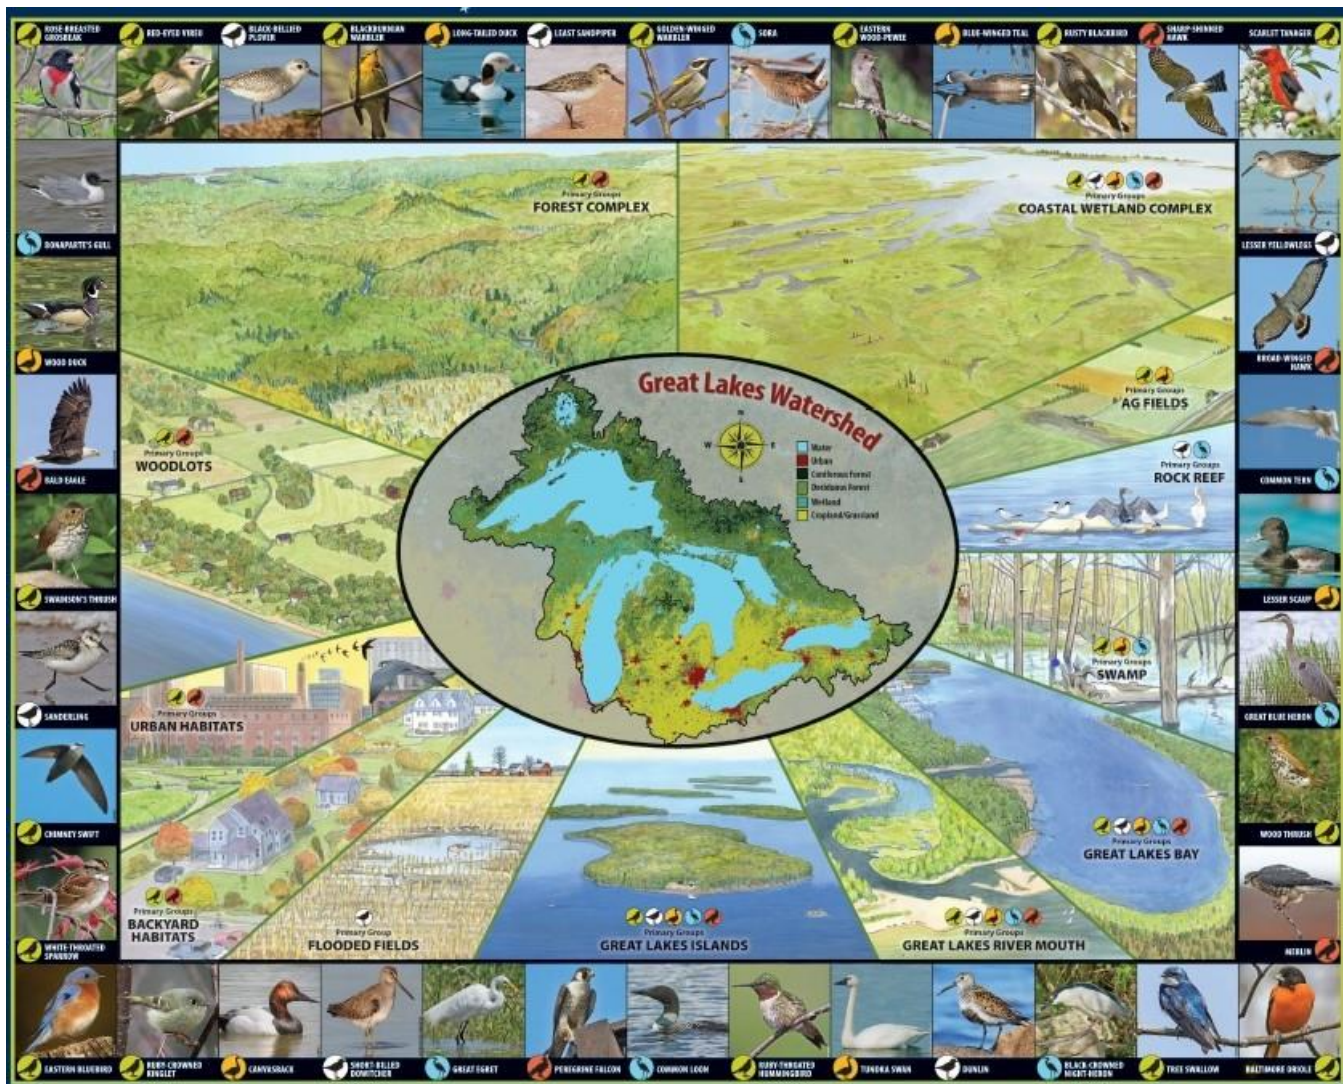 ROSE-BREASTED
GROSBEAK
RED-EYED VIREO
BLACK-BELLIED
PLOVER
BLACKBURNIAN
WARBLER
LONG-TAILED DUCK
LEAST SANDPIPER
GOLDEN-WINGED
WARBLER
SORA
EASTERN
WOOD-PEWEE
BLUE-WINGED TEAL
RUSTY BLACKBIRD
SHARP-SHINNED
HAWK
SCARLET TANAGER
BONAPARTE'S GULL
WOOD DUCK
BALD EAGLE
SWAINSON'S THRUSH
SANDERLING
CHIMNEY SWIFT
WHITE-THROATED
SPARROW
Primary Groups
FOREST COMPLEX
Primary Groups
COASTAL WETLAND COMPLEX
Primary Groups
AG FIELDS
Primary Groups
WOODLOTS
Primary Groups
ROCK REEF
Great Lakes Watershed
N
W
E
S
Water
Urban
Coniferous Forest
Deciduous Forest
Wetland
Cropland/Grassland
Primary Groups
SWAMP
Primary Groups
URBAN HABITATS
Primary Groups
GREAT LAKES BAY
Primary Groups
BACKYARD
HABITATS
Primary Group
FLOODED FIELDS
Primary Groups
GREAT LAKES ISLANDS
Primary Groups
GREAT LAKES RIVER MOUTH
LESSER YELLOWLEGS
BROAD-WINGED
HAWK
COMMON TERN
LESSER SCAUP
GREAT BLUE HERON
WOOD THRUSH
MERLIN
EASTERN BLUEBIRD
RUBY-CROWNED
KINGLET
CANVASBACK
SHORT-BILLED
DOWITCHER
GREAT EGRET
PEREGRINE FALCON
COMMON LOON
RUBY-THROATED
HUMMINGBIRD
TUNDRA SWAN
DUNLIN
BLACK-CROWNED
NIGHT-HERON
TREE SWALLOW
BALTIMORE ORIOLE